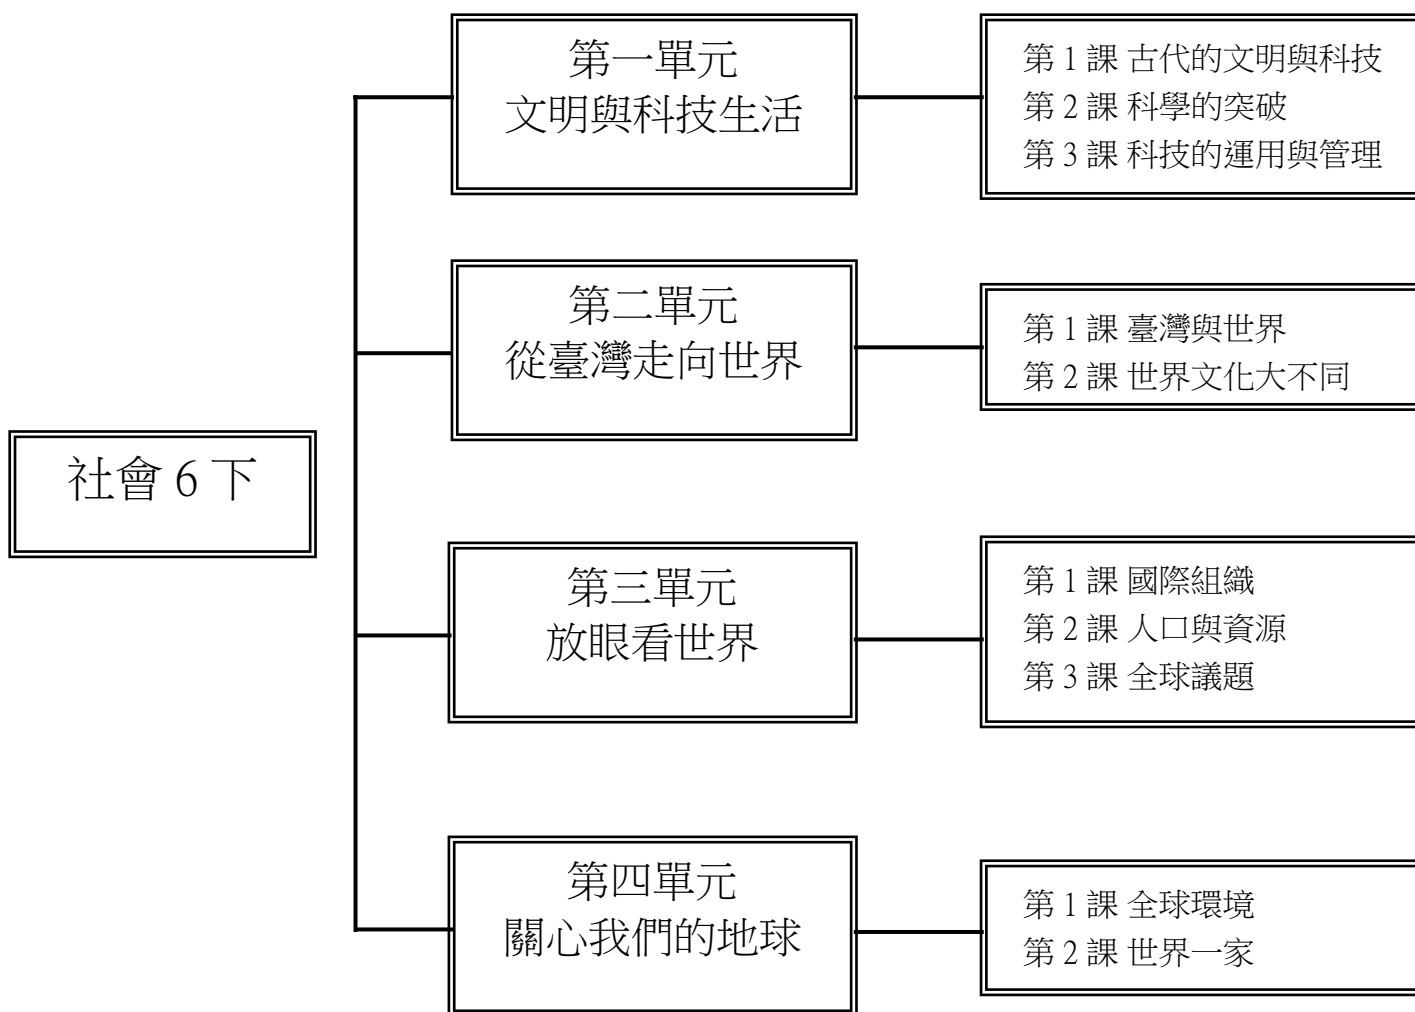 社會 6 下
第一單元
文明與科技生活
第 1 課 古代的文明與科技
第 2 課 科學的突破
第 3 課 科技的運用與管理
第二單元
從臺灣走向世界
第 1 課 臺灣與世界
第 2 課 世界文化大不同
第三單元
放眼看世界
第 1 課 國際組織
第 2 課 人口與資源
第 3 課 全球議題
第四單元
關心我們的地球
第 1 課 全球環境
第 2 課 世界一家